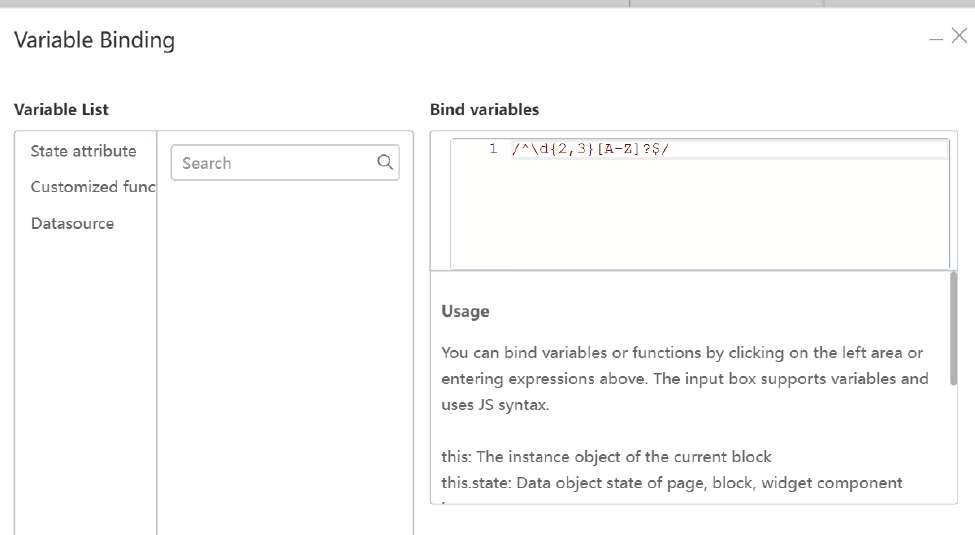 Variable Binding
Variable List
State attribute
Customized func
Datasource
Search
Bind variables
1 /^\d{2,3}[A-Z]?$/
Usage
You can bind variables or functions by clicking on the left area or
entering expressions above. The input box supports variables and
uses JS syntax.
this: The instance object of the current block
this.state: Data object state of page, block, widget component